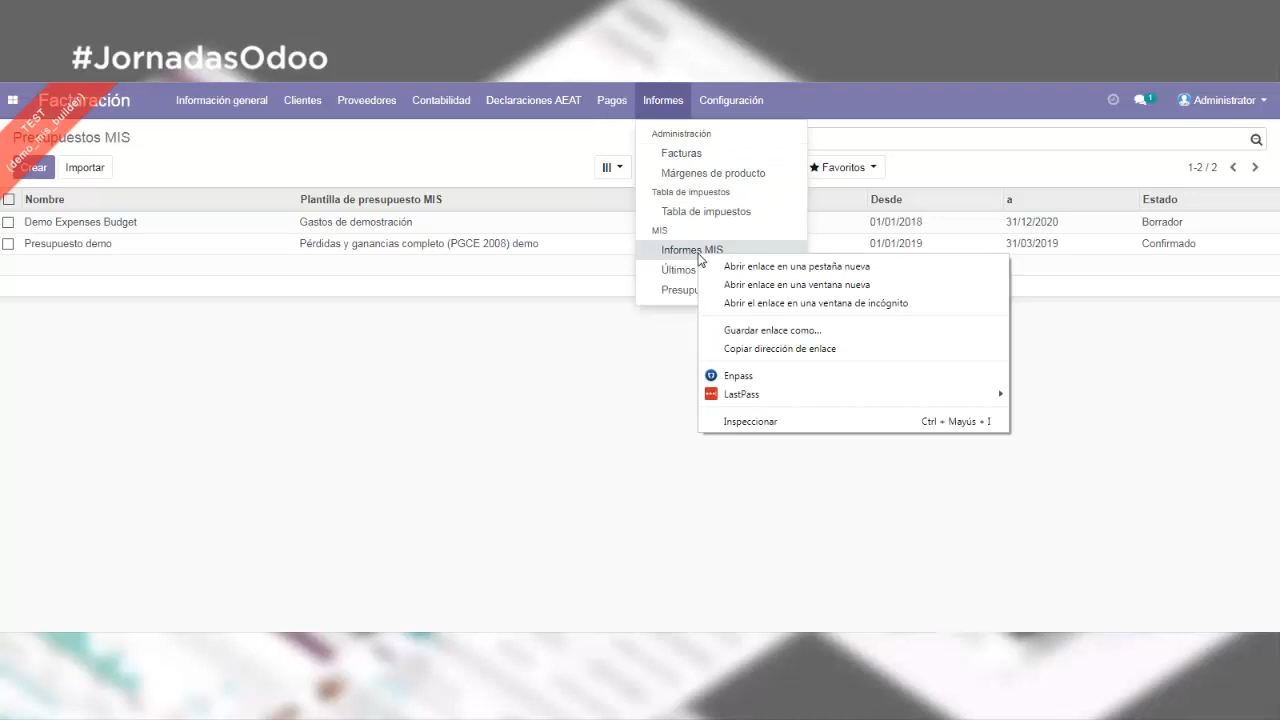 #JornadasOdoo
Facturación
Información general
Clientes
Proveedores
Contabilidad
Declaraciones AEAT
Pagos
Informes
Configuración
1
Administrator
TEST
(demo_mis_builder)
Presupuestos MIS
Crear
Importar
Favoritos
1-2 / 2
Nombre
Plantilla de presupuesto MIS
Desde
a
Estado
Demo Expenses Budget
Gastos de demostración
01/01/2018
31/12/2020
Borrador
Presupuesto demo
Pérdidas y ganancias completo (PGCE 2008) demo
01/01/2019
31/03/2019
Confirmado
Administración
Facturas
Márgenes de producto
Tabla de impuestos
Tabla de impuestos
MIS
Informes MIS
Últimos
Presupu
Abrir enlace en una pestaña nueva
Abrir enlace en una ventana nueva
Abrir el enlace en una ventana de incógnito
Guardar enlace como...
Copiar dirección de enlace
Enpass
LastPass
Inspeccionar
Ctrl + Mayús + I